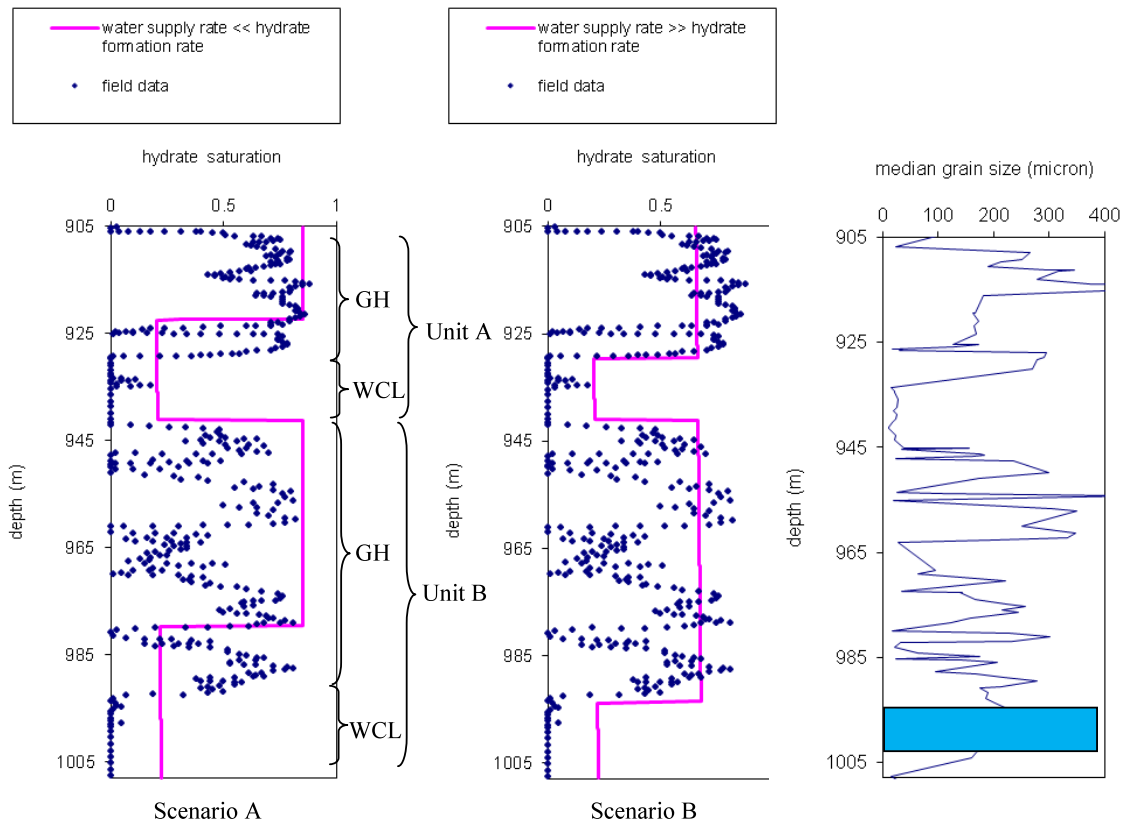 water supply rate << hydrate
formation rate
field data
water supply rate >> hydrate
formation rate
field data
hydrate saturation
0
0.5
1
905
925
945
965
985
1005
depth (m)
GH
WCL
GH
WCL
Unit A
Unit B
Scenario A
hydrate saturation
0
0.5
905
925
945
965
985
1005
depth (m)
Scenario B
median grain size (micron)
0
100
200
300
400
905
925
945
965
985
1005
depth (m)